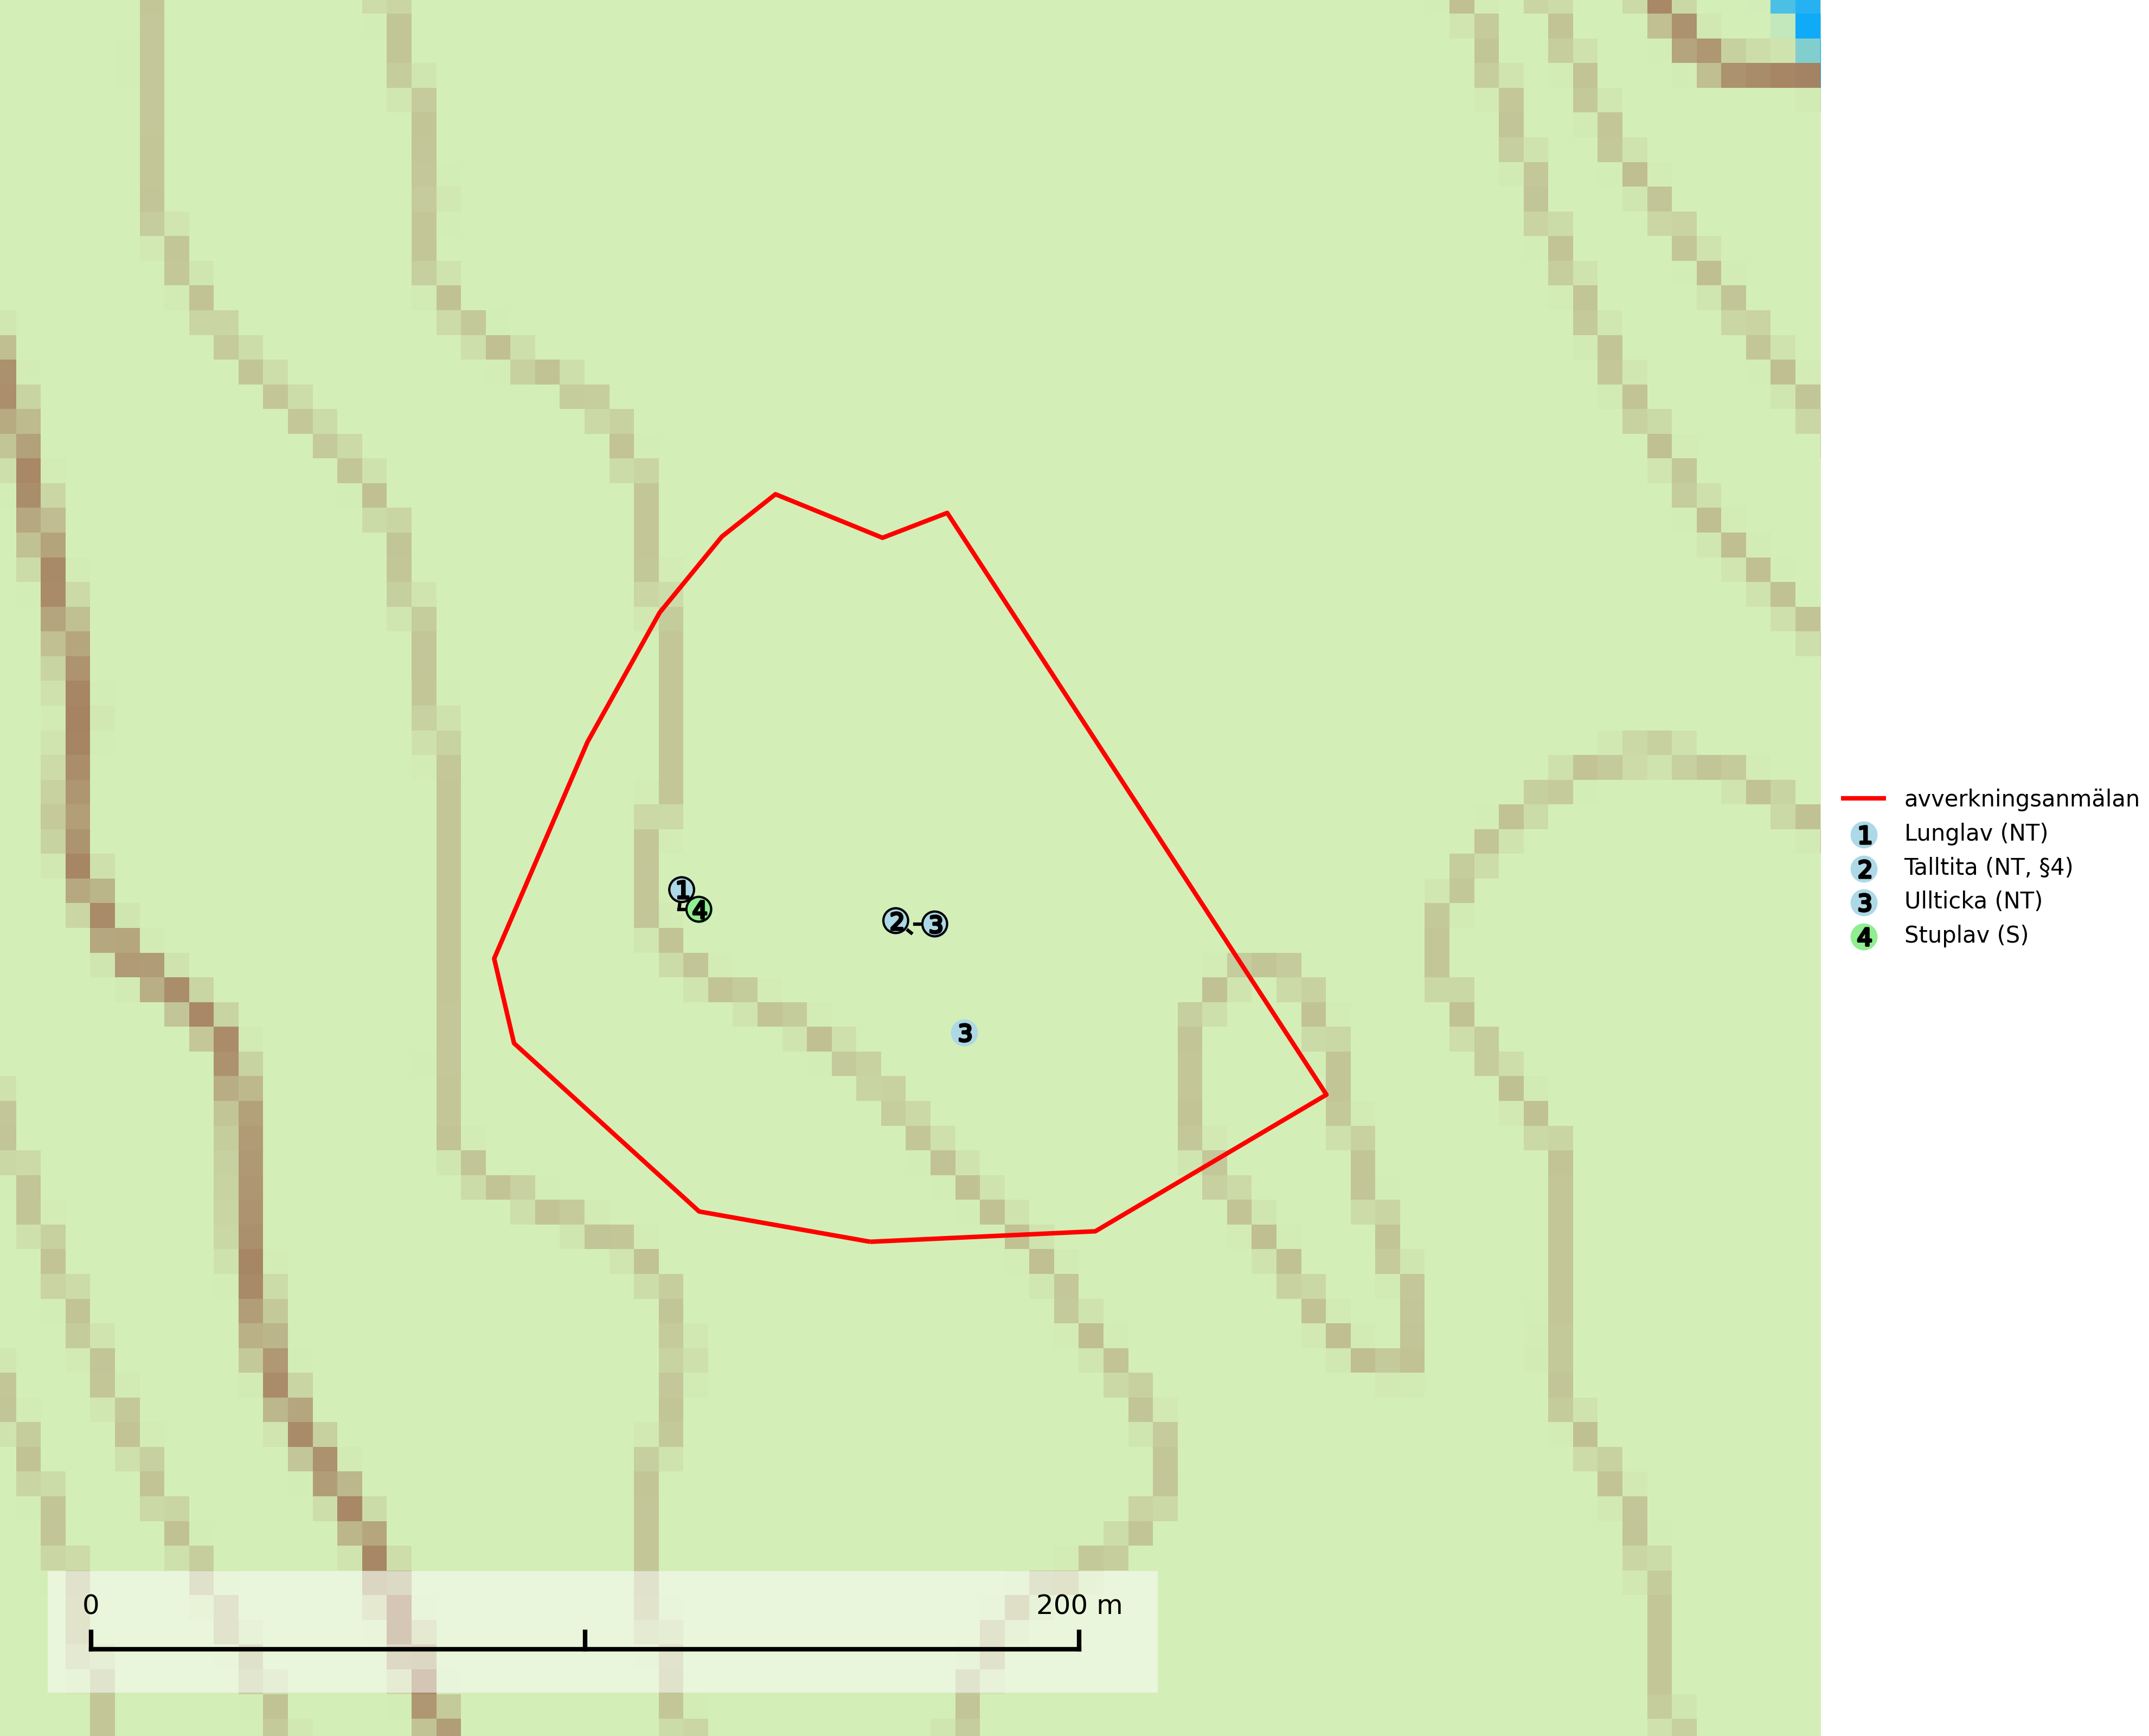 avverkningsanmälan
1 Lunglav (NT)
2 Talltita (NT, §4)
3 Ullticka (NT)
4 Stuplav (S)
1
4
2
3
3
0
200 m